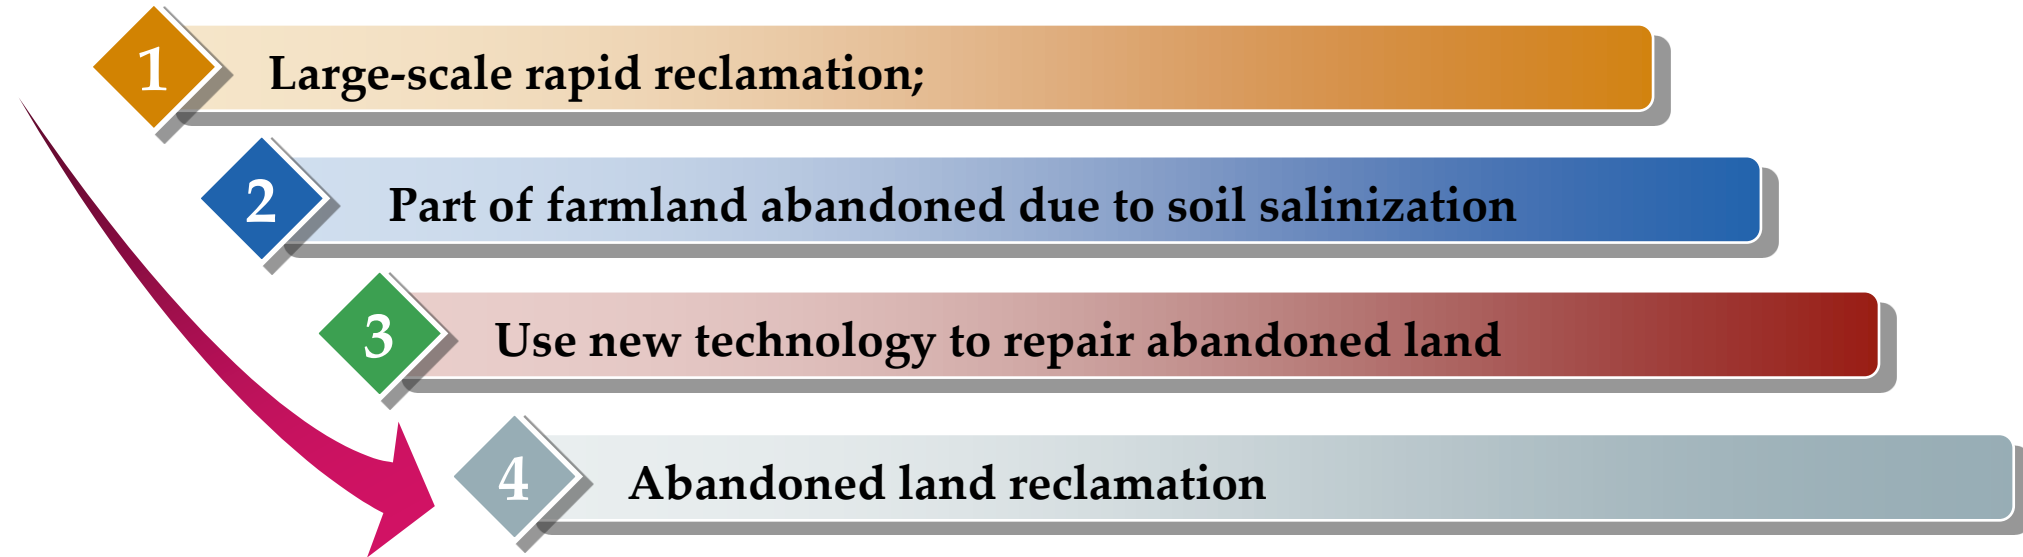 1 Large-scale rapid reclamation;
2 Part of farmland abandoned due to soil salinization
3 Use new technology to repair abandoned land
4 Abandoned land reclamation